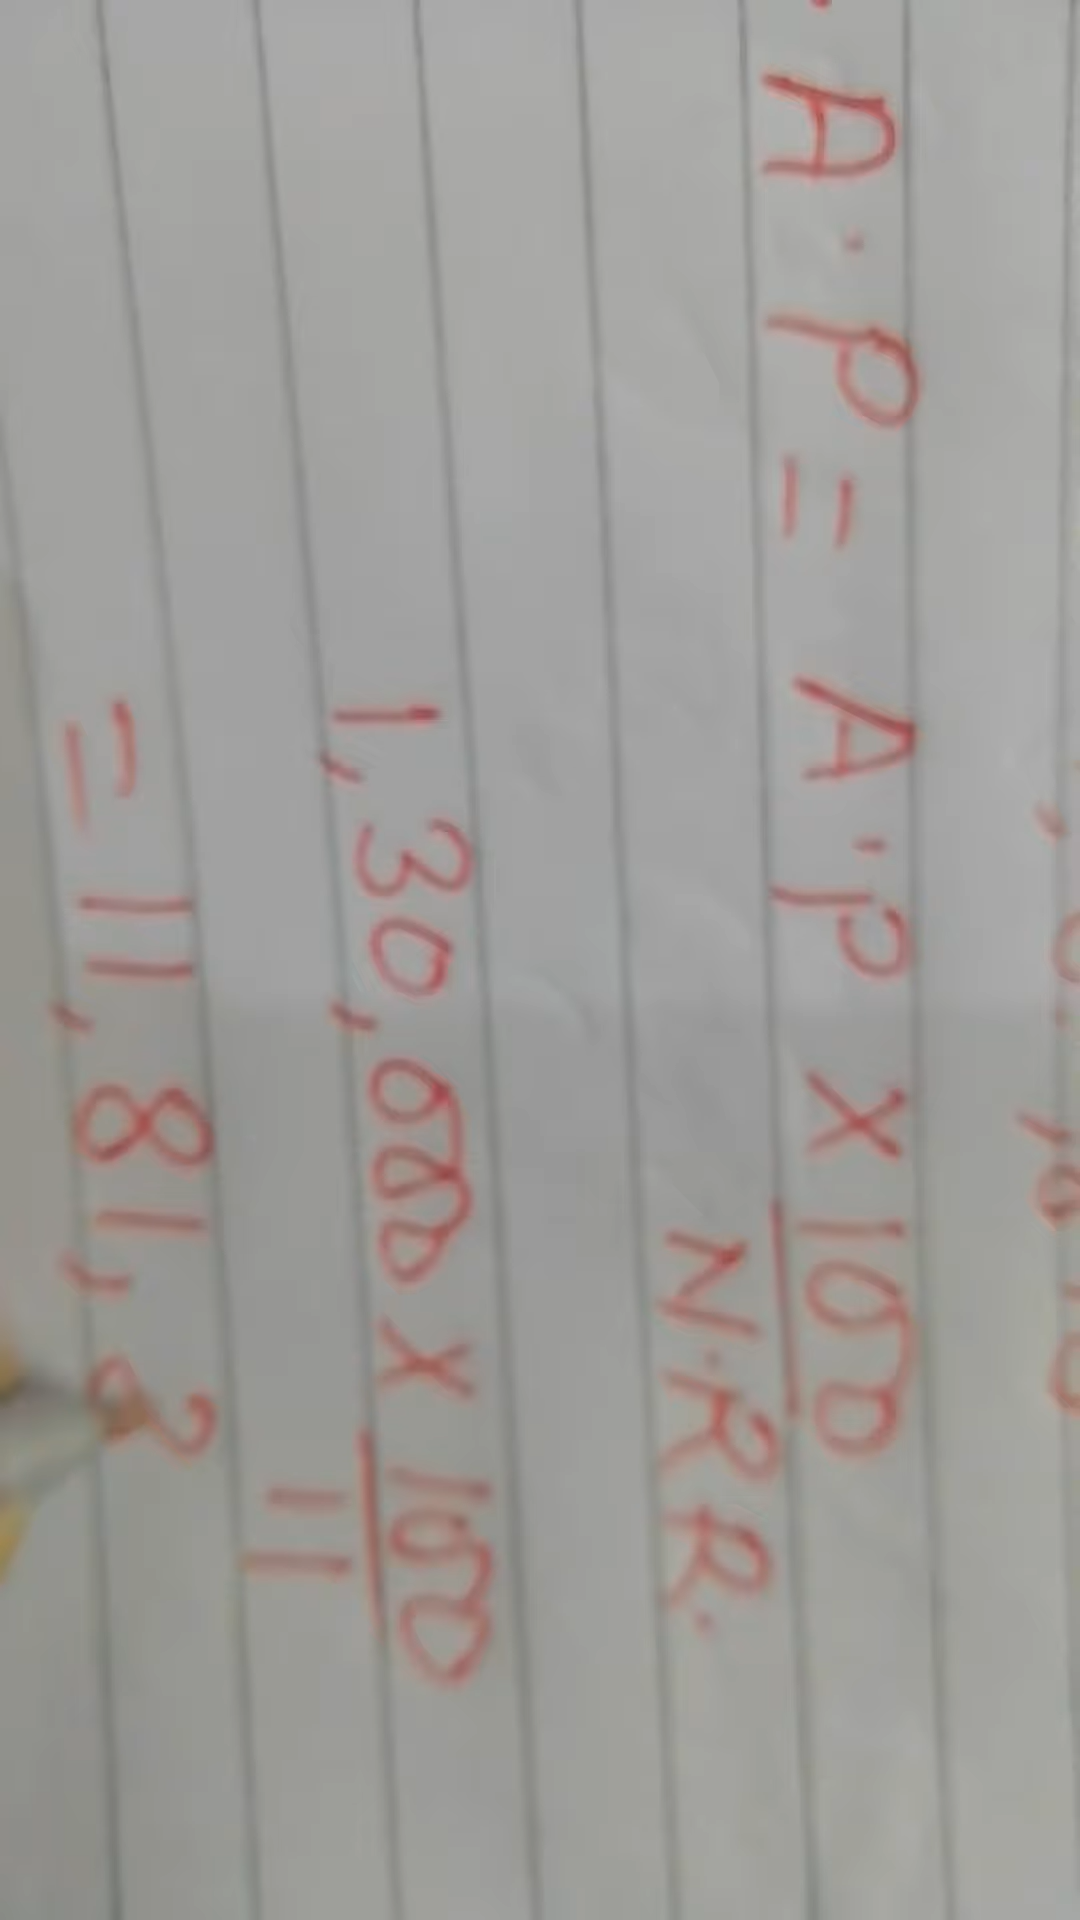 A.P = A.P x 100
N.R.R.
1,30,000 x 100
11
= 11,81,8